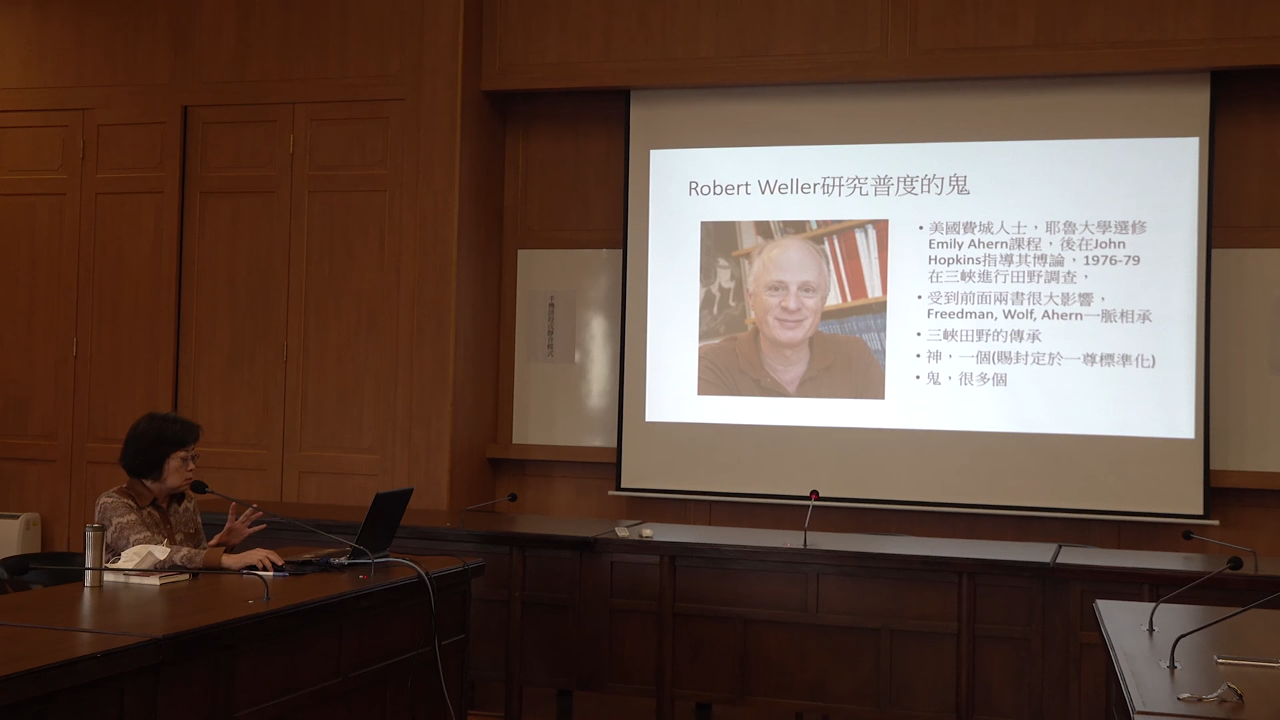 Robert Weller研究普度的鬼
• 美國費城人士，耶魯大學選修
Emily Ahern課程，後在John
Hopkins指導其博論，1976-79
在三峽進行田野調查，
• 受到前面兩書很大影響，
Freedman, Wolf, Ahern一脈相承
• 三峽田野的傳承
• 神，一個(賜封定於一尊標準化)
• 鬼，很多個